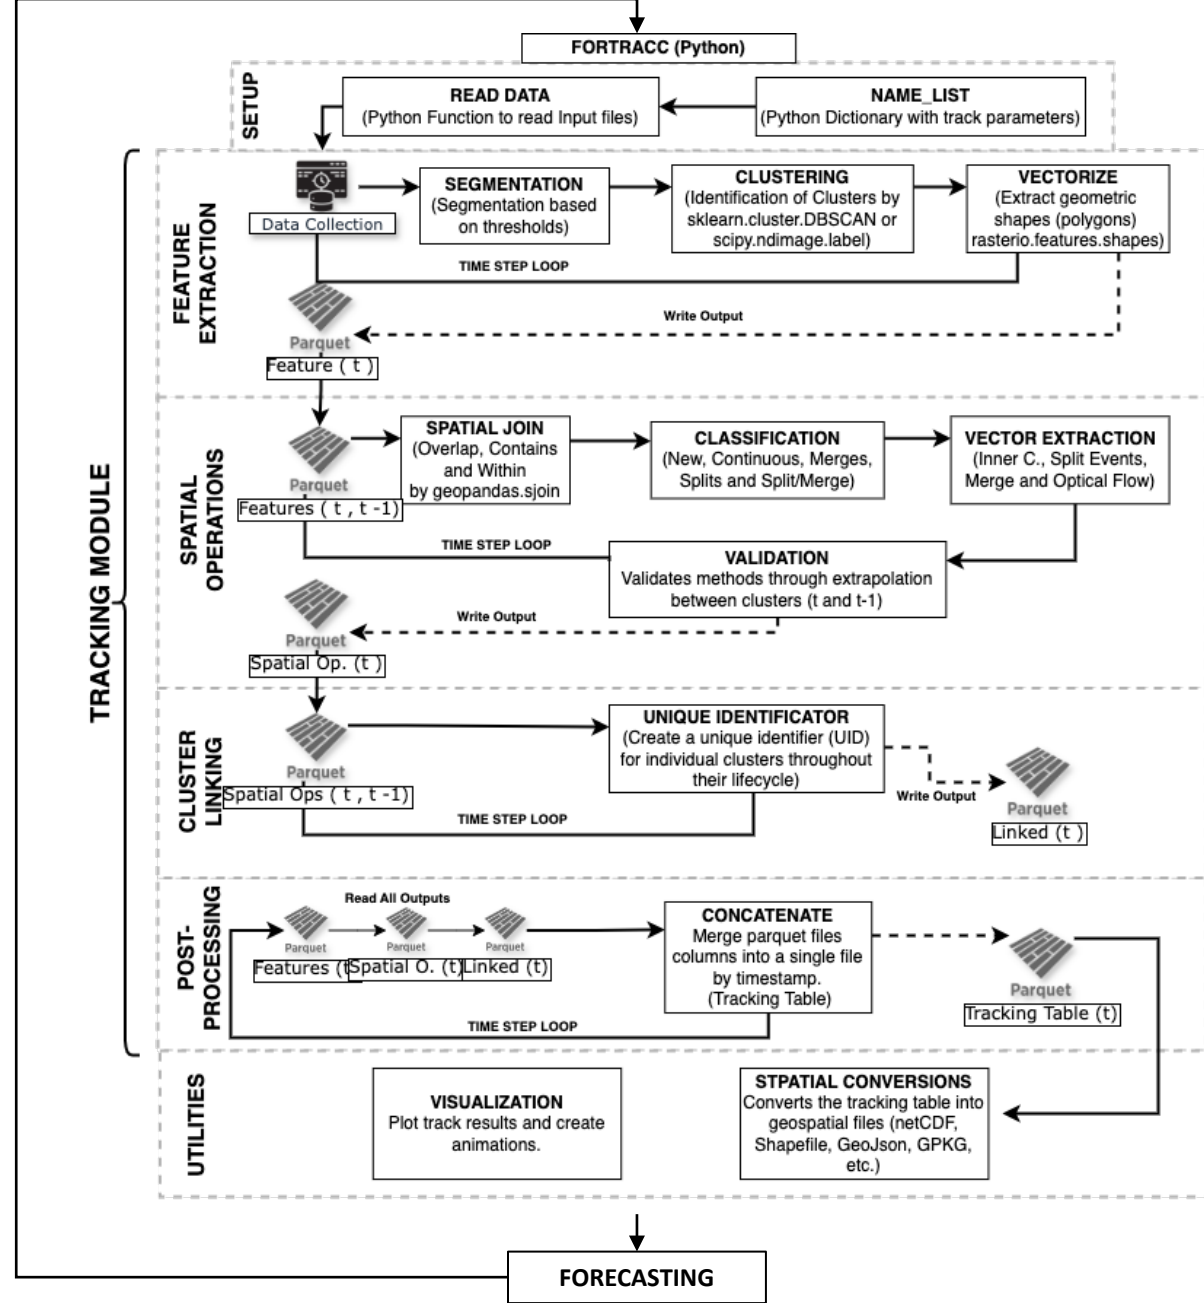 FORTRACC (Python)
SETUP
READ DATA
(Python Function to read Input files)
NAME_LIST
(Python Dictionary with track parameters)
TRACKING MODULE
FEATURE
EXTRACTION
Data Collection
SEGMENTATION
(Segmentation based
on thresholds)
CLUSTERING
(Identification of Clusters by
sklearn.cluster.DBSCAN or
scipy.ndimage.label)
VECTORIZE
(Extract geometric
shapes (polygons)
rasterio.features.shapes)
TIME STEP LOOP
Write Output
Parquet
Feature ( t )
SPATIAL
OPERATIONS
Parquet
Features ( t , t -1)
SPATIAL JOIN
(Overlap, Contains
and Within
by geopandas.sjoin
CLASSIFICATION
(New, Continuous, Merges,
Splits and Split/Merge)
VECTOR EXTRACTION
(Inner C., Split Events,
Merge and Optical Flow)
TIME STEP LOOP
VALIDATION
Validates methods through extrapolation
between clusters (t and t-1)
Write Output
Parquet
Spatial Op. (t )
CLUSTER
LINKING
Parquet
Spatial Ops ( t , t -1)
UNIQUE IDENTIFICATOR
(Create a unique identifier (UID)
for individual clusters throughout
their lifecycle)
TIME STEP LOOP
Write Output
Parquet
Linked (t )
POST-
PROCESSING
Read All Outputs
Parquet
Features (t
Parquet
Spatial O. (t)
Parquet
Linked (t)
CONCATENATE
Merge parquet files
columns into a single file
by timestamp.
(Tracking Table)
TIME STEP LOOP
Parquet
Tracking Table (t)
UTILITIES
VISUALIZATION
Plot track results and create
animations.
STPATIAL CONVERSIONS
Converts the tracking table into
geospatial files (netCDF,
Shapefile, GeoJson, GPKG,
etc.)
FORECASTING